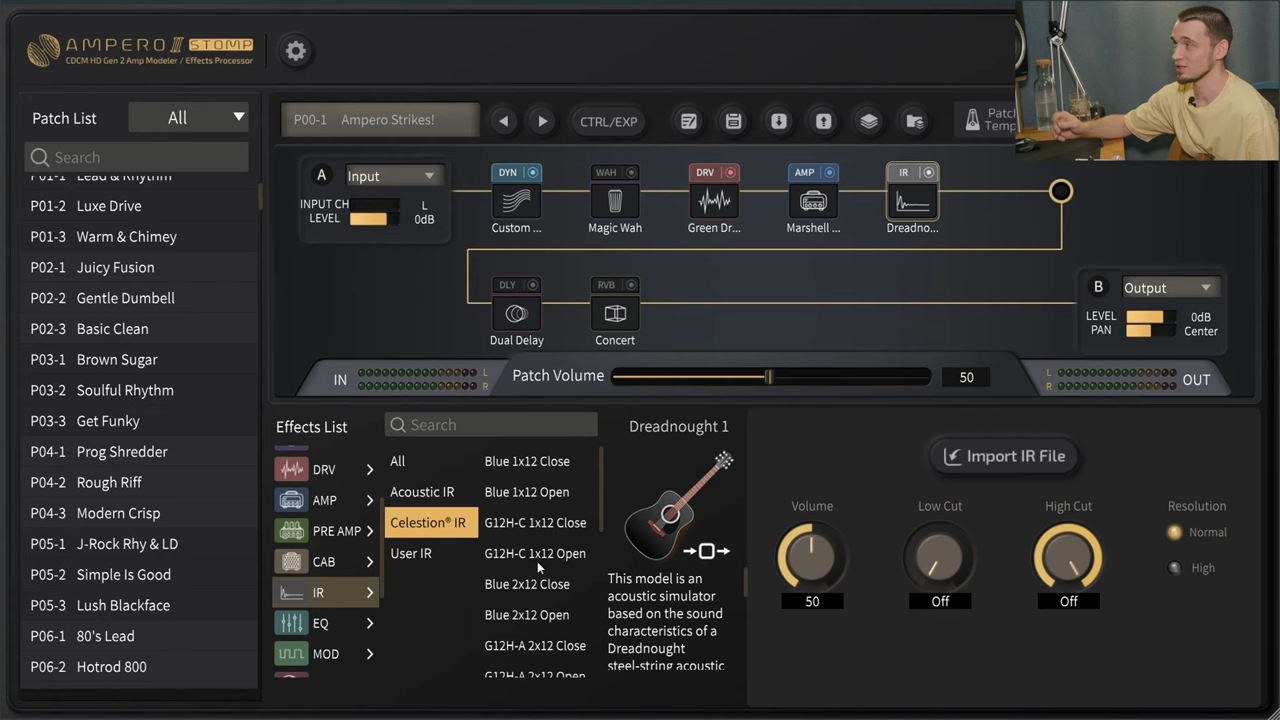 AMPERO II STOMP
CDCM HD Gen 2 Amp Modeler / Effects Processor
Patch List
All
Search
P01-1 Lead & Rhythm
P01-2 Luxe Drive
P01-3 Warm & Chimey
P02-1 Juicy Fusion
P02-2 Gentle Dumbell
P02-3 Basic Clean
P03-1 Brown Sugar
P03-2 Soulful Rhythm
P03-3 Get Funky
P04-1 Prog Shredder
P04-2 Rough Riff
P04-3 Modern Crisp
P05-1 J-Rock Rhy & LD
P05-2 Simple Is Good
P05-3 Lush Blackface
P06-1 80's Lead
P06-2 Hotrod 800
P00-1 Ampero Strikes!
CTRL/EXP
Patch
Temp
A
Input
INPUT CH L
LEVEL 0dB
DYN
Custom ...
WAH
Magic Wah
DRV
Green Dr...
AMP
Marshell ...
IR
Dreadno...
DLY
Dual Delay
RVB
Concert
B
Output
LEVEL 0dB
PAN Center
IN
L
R
Patch Volume
50
L
R
OUT
Effects List
DRV
AMP
PRE AMP
CAB
IR
EQ
MOD
Search
All
Acoustic IR
Celestion® IR
User IR
Blue 1x12 Close
Blue 1x12 Open
G12H-C 1x12 Close
G12H-C 1x12 Open
Blue 2x12 Close
Blue 2x12 Open
G12H-A 2x12 Close
G12H-A 2x12 Open
Dreadnought 1
This model is an
acoustic simulator
based on the sound
characteristics of a
Dreadnought
steel-string acoustic
Import IR File
Volume
50
Low Cut
Off
High Cut
Off
Resolution
Normal
High